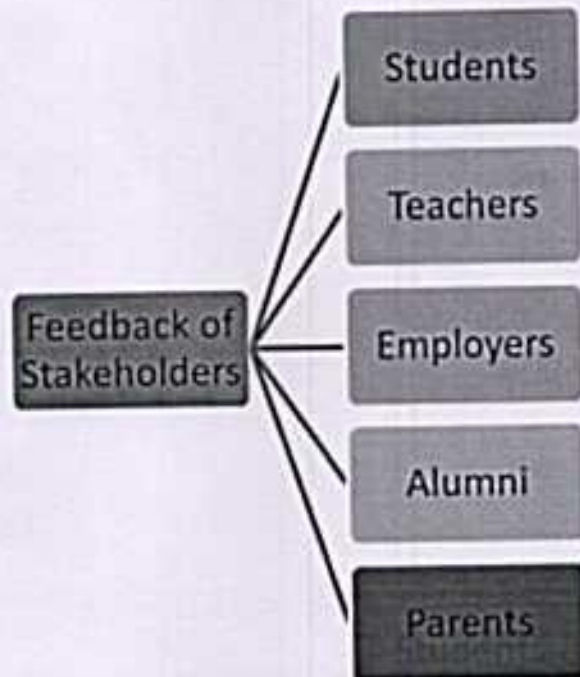 Students
Teachers
Feedback of
Stakeholders
Employers
Alumni
Parents